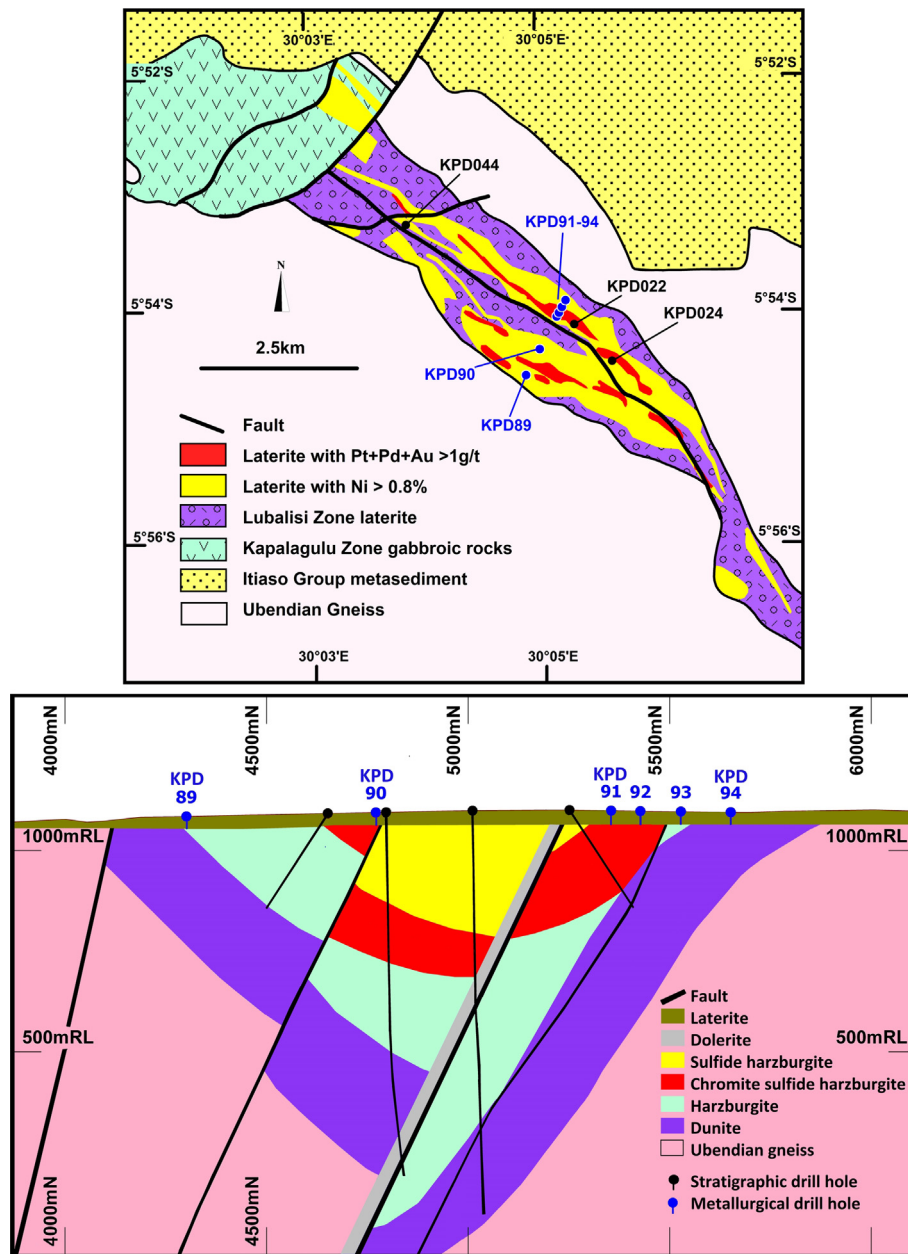 30°03'E
30°05'E
5°52'S
5°52'S
KPD044
KPD91-94
KPD022
KPD024
5°54'S
5°54'S
N
2.5km
KPD90
KPD89
Fault
Laterite with Pt+Pd+Au >1g/t
Laterite with Ni > 0.8%
Lubalisi Zone laterite
Kapalagulu Zone gabbroic rocks
Itiaso Group metasediment
Ubendian Gneiss
5°56'S
5°56'S
30°03'E
30°05'E
4000mN
4500mN
5000mN
5500mN
6000mN
KPD
89
KPD
90
KPD
91
92
93
KPD
94
1000mRL
1000mRL
500mRL
500mRL
Fault
Laterite
Dolerite
Sulfide harzburgite
Chromite sulfide harzburgite
Harzburgite
Dunite
Ubendian gneiss
Stratigraphic drill hole
Metallurgical drill hole
4000mN
4500mN